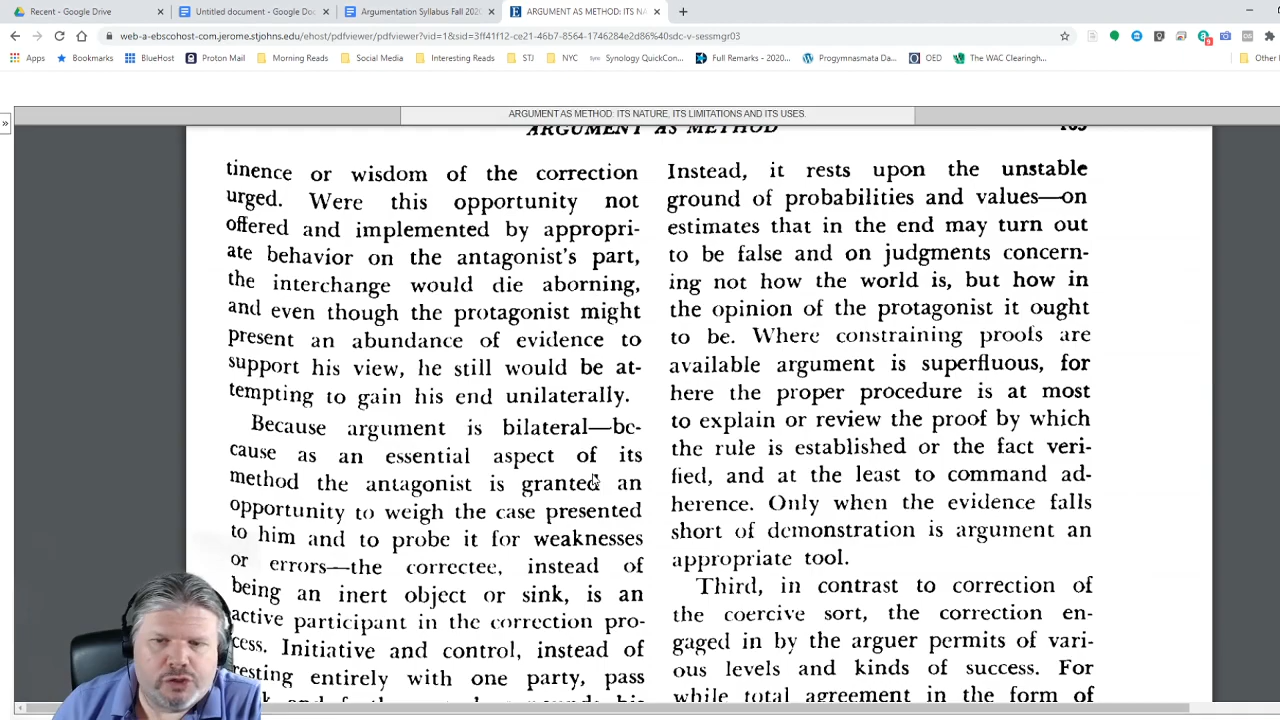 Recent - Google Drive
Untitled document - Google Doc
Argumentation Syllabus Fall 202
ARGUMENT AS METHOD: ITS NA
web-a-ebscohost-com.jerome.stjohns.edu/ehost/pdfviewer/pdfviewer?vid=1&sid=3ff41f12-ce21-46b7-8564-1746284e2d86%40sdc-v-sessmgr03
Apps Bookmarks BlueHost Proton Mail Morning Reads Social Media Interesting Reads STJ NYC Synology QuickCon... Full Remarks - 2020... Progymnasmata Da... OED The WAC Clearingh... Other
ARGUMENT AS METHOD: ITS NATURE, ITS LIMITATIONS AND ITS USES.
ARGUMENT AS METHOD
tinence or wisdom of the correction
urged. Were this opportunity not
offered and implemented by appropri-
ate behavior on the antagonist's part,
the interchange would die aborning,
and even though the protagonist might
present an abundance of evidence to
support his view, he still would be at-
tempting to gain his end unilaterally.
Because argument is bilateral—be-
cause as an essential aspect of its
method the antagonist is granted an
opportunity to weigh the case presented
to him and to probe it for weaknesses
or errors—the correctee, instead of
being an inert object or sink, is an
active participant in the correction pro-
cess. Initiative and control, instead of
resting entirely with one party, pass
Instead, it rests upon the unstable
ground of probabilities and values—on
estimates that in the end may turn out
to be false and on judgments concern-
ing not how the world is, but how in
the opinion of the protagonist it ought
to be. Where constraining proofs are
available argument is superfluous, for
here the proper procedure is at most
to explain or review the proof by which
the rule is established or the fact veri-
fied, and at the least to command ad-
herence. Only when the evidence falls
short of demonstration is argument an
appropriate tool.
Third, in contrast to correction of
the coercive sort, the correction en-
gaged in by the arguer permits of vari-
ous levels and kinds of success. For
while total agreement in the form of